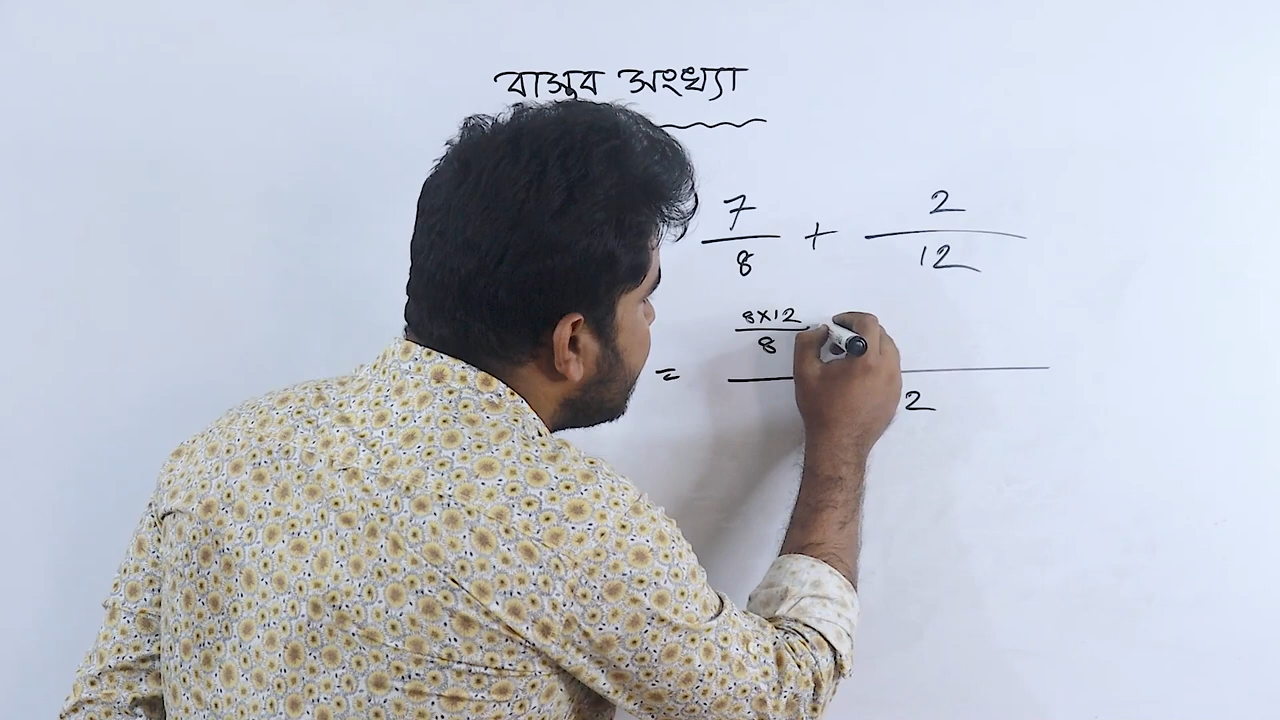 বাস্তব সংখ্যা
7/8 + 2/12
= 8×12/8
2